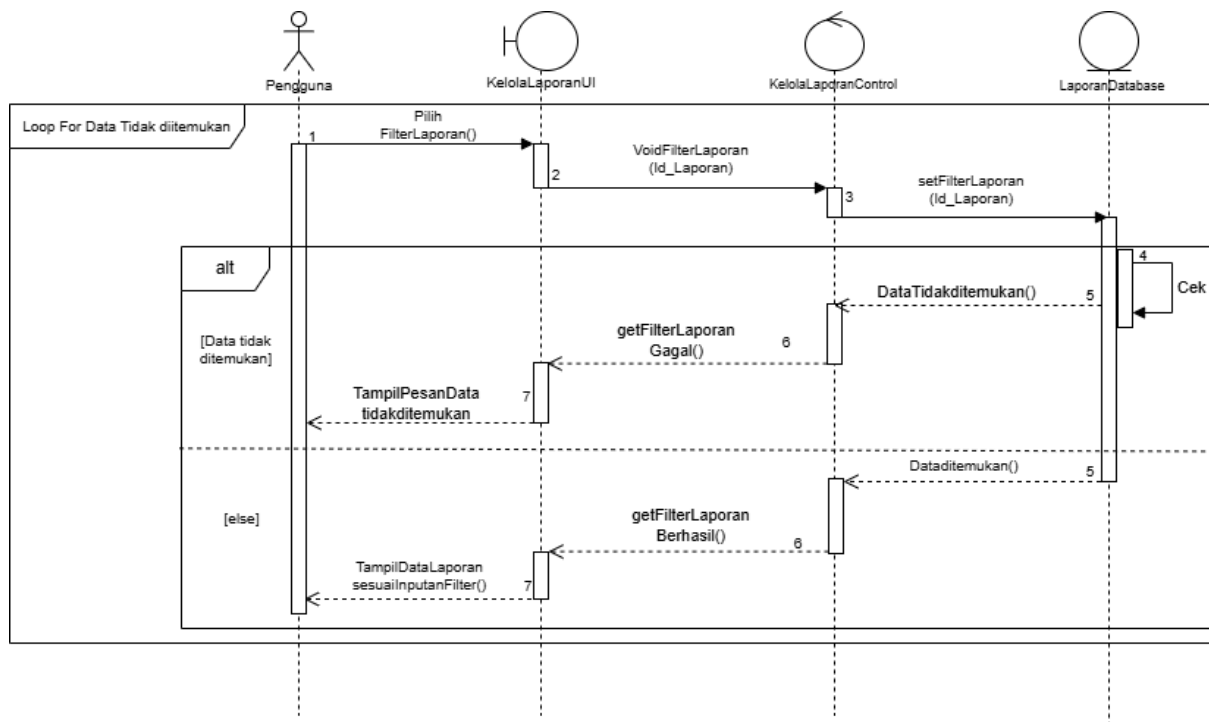 Pengguna
KelolaLaporanUI
KelolaLaporanControl
LaporanDatabase
Loop For Data Tidak diitemukan
1
Pilih
FilterLaporan()
2
VoidFilterLaporan
(Id_Laporan)
3
setFilterLaporan
(Id_Laporan)
alt
4
Cek
[Data tidak
ditemukan]
DataTidakditemukan()
5
getFilterLaporan
Gagal()
6
TampilPesanData
tidakditemukan
7
[else]
Dataditemukan()
5
getFilterLaporan
Berhasil()
6
TampilDataLaporan
sesuaiInputanFilter()
7